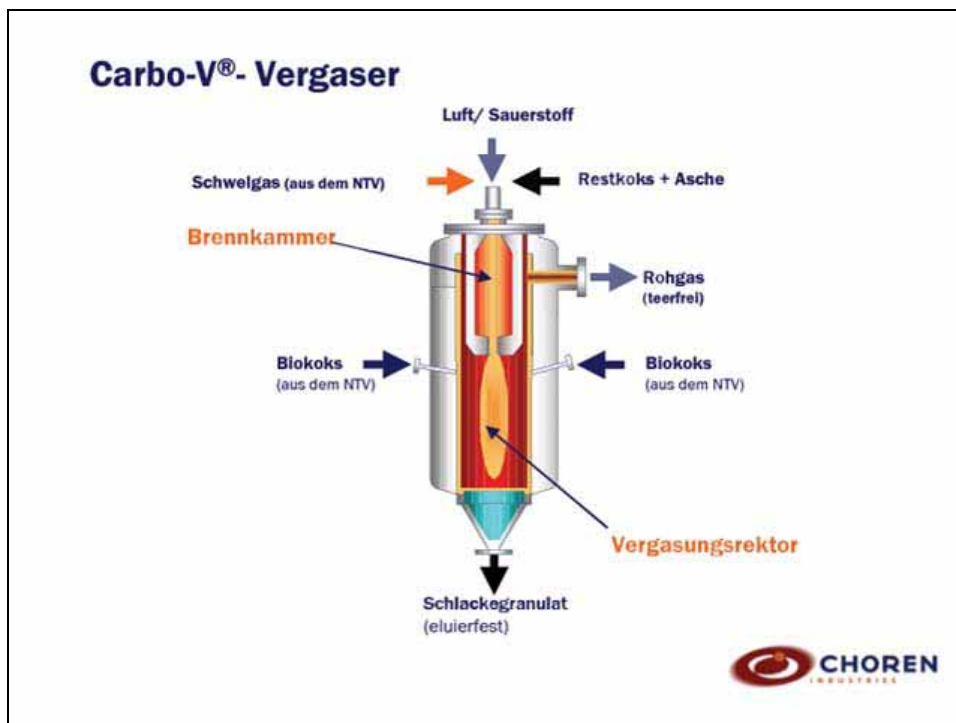 Carbo-V®- Vergaser
Luft/ Sauerstoff
Schwelgas (aus dem NTV)
Restkoks + Asche
Brennkammer
Rohgas
(teerfrei)
Biokoks
(aus dem NTV)
Biokoks
(aus dem NTV)
Vergasungsrektor
Schlackegranulat
(eluierfest)
CHOREN
INDUSTRIES